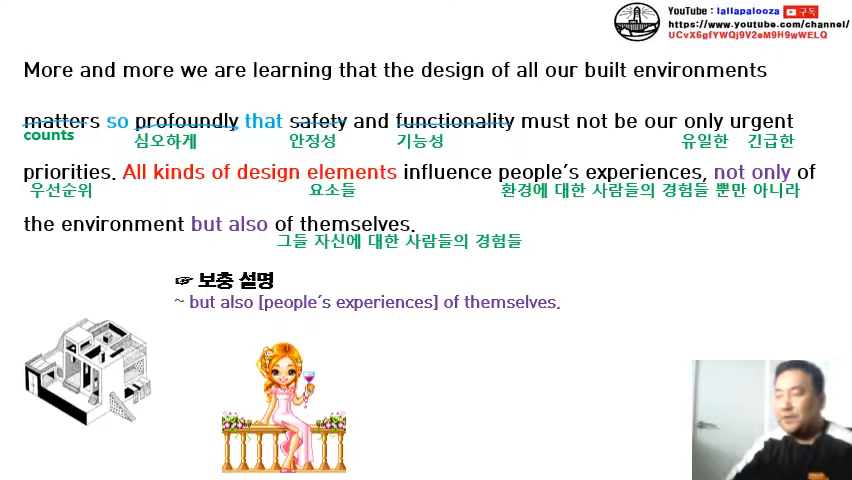 YouTube : lallapalooza 구독
https://www.youtube.com/channel/
UCvX6gfYWQj9V2eM9H9wWELQ
More and more we are learning that the design of all our built environments
matters so profoundly that safety and functionality must not be our only urgent
counts 심오하게 안정성 기능성 유일한 긴급한
priorities. All kinds of design elements influence people's experiences, not only of
우선순위 요소들 환경에 대한 사람들의 경험들 뿐만 아니라
the environment but also of themselves.
그들 자신에 대한 사람들의 경험들
☞ 보충 설명
~ but also [people's experiences] of themselves.